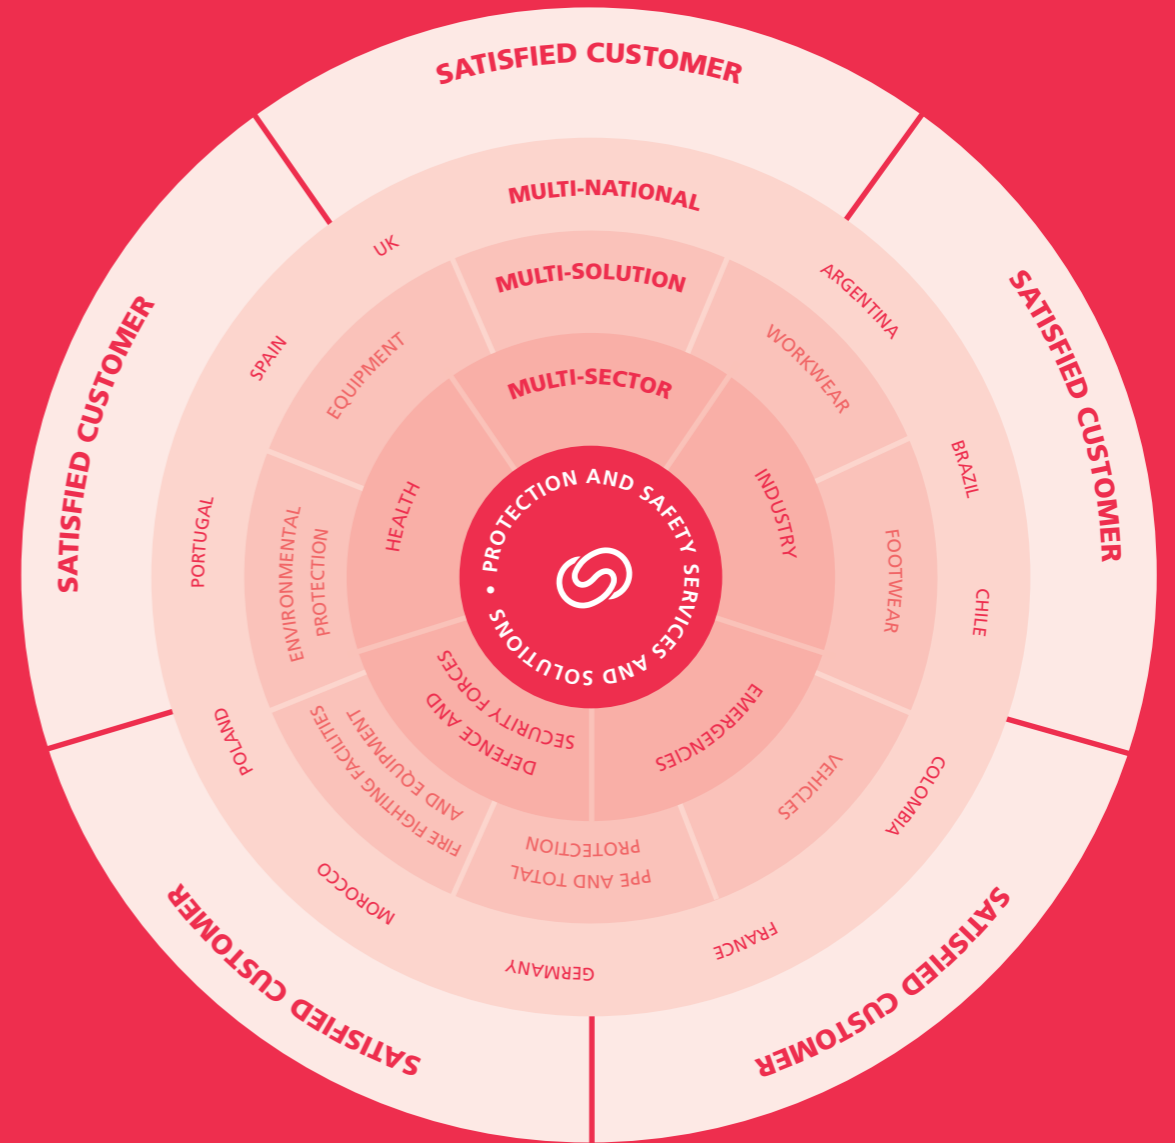 SATISFIED CUSTOMER
SATISFIED CUSTOMER
SATISFIED CUSTOMER
SATISFIED CUSTOMER
SATISFIED CUSTOMER
MULTI-NATIONAL
ARGENTINA
BRAZIL
CHILE
COLOMBIA
FRANCE
GERMANY
MOROCCO
POLAND
PORTUGAL
SPAIN
UK
MULTI-SOLUTION
WORKWEAR
FOOTWEAR
VEHICLES
PPE AND TOTAL
PROTECTION
FIRE FIGHTING FACILITIES
AND EQUIPMENT
ENVIRONMENTAL
PROTECTION
EQUIPMENT
MULTI-SECTOR
INDUSTRY
EMERGENCIES
DEFENCE AND
SECURITY FORCES
HEALTH
PROTECTION AND SAFETY SERVICES AND SOLUTIONS •